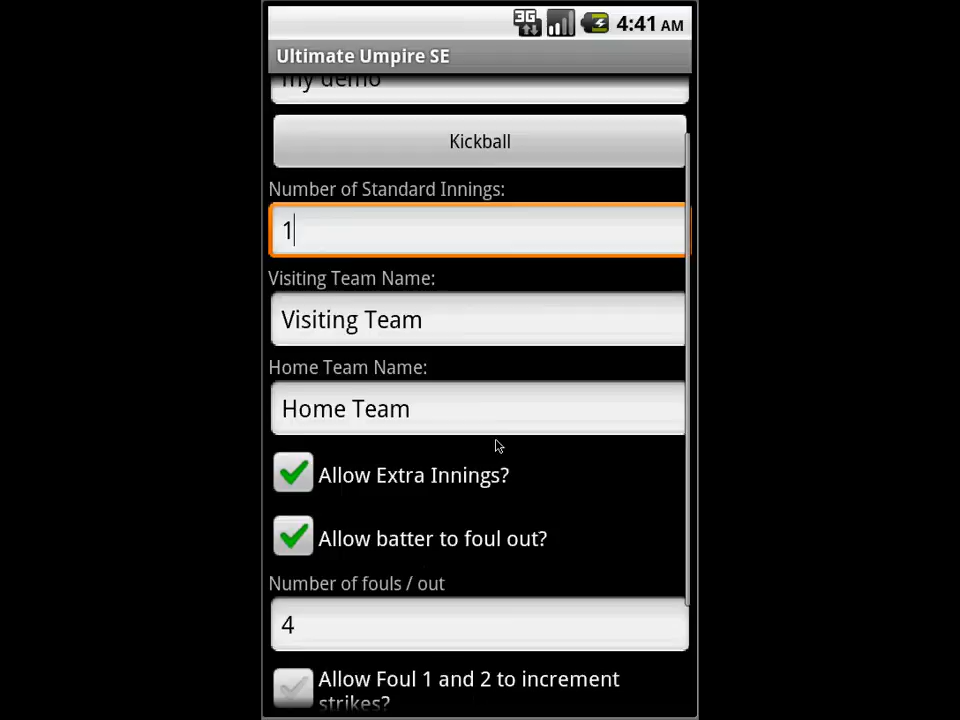 3G
4:41 AM
Ultimate Umpire SE
my demo
Kickball
Number of Standard Innings:
1
Visiting Team Name:
Visiting Team
Home Team Name:
Home Team
Allow Extra Innings?
Allow batter to foul out?
Number of fouls / out
4
Allow Foul 1 and 2 to increment
strikes?